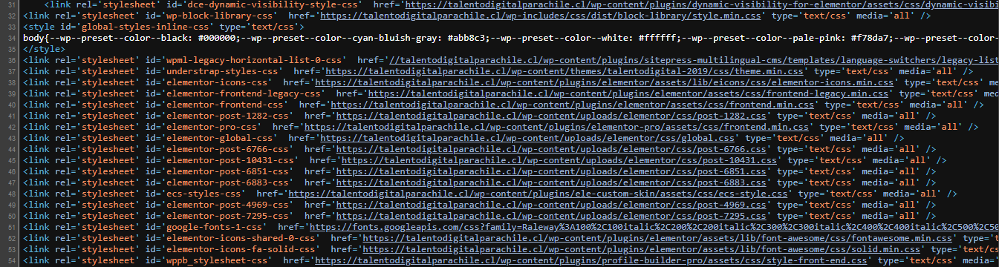 31 <link rel='stylesheet' id='dce-dynamic-visibility-style-css'  href='https://talentodigitalparachile.cl/wp-content/plugins/dynamic-visibility-for-elementor/assets/css/dynamic-visibi
32 <link rel='stylesheet' id='wp-block-library-css'  href='https://talentodigitalparachile.cl/wp-includes/css/dist/block-library/style.min.css' type='text/css' media='all' />
33 <style id='global-styles-inline-css' type='text/css'>
34 body{--wp--preset--color--black: #000000;--wp--preset--color--cyan-bluish-gray: #abb8c3;--wp--preset--color--white: #ffffff;--wp--preset--color--pale-pink: #f78da7;--wp--preset--color-
35 </style>
36 <link rel='stylesheet' id='wpml-legacy-horizontal-list-0-css'  href='//talentodigitalparachile.cl/wp-content/plugins/sitepress-multilingual-cms/templates/language-switchers/legacy-list
37 <link rel='stylesheet' id='understrap-styles-css'  href='https://talentodigitalparachile.cl/wp-content/themes/talentodigital-2019/css/theme.min.css' type='text/css' media='all' />
38 <link rel='stylesheet' id='elementor-icons-css'  href='https://talentodigitalparachile.cl/wp-content/plugins/elementor/assets/lib/eicons/css/elementor-icons.min.css' type='text/css' med
39 <link rel='stylesheet' id='elementor-frontend-legacy-css'  href='https://talentodigitalparachile.cl/wp-content/plugins/elementor/assets/css/frontend-legacy.min.css' type='text/css' med
40 <link rel='stylesheet' id='elementor-frontend-css'  href='https://talentodigitalparachile.cl/wp-content/plugins/elementor/assets/css/frontend.min.css' type='text/css' media='all' />
41 <link rel='stylesheet' id='elementor-post-1282-css'  href='https://talentodigitalparachile.cl/wp-content/uploads/elementor/css/post-1282.css' type='text/css' media='all' />
42 <link rel='stylesheet' id='elementor-pro-css'  href='https://talentodigitalparachile.cl/wp-content/plugins/elementor-pro/assets/css/frontend.min.css' type='text/css' media='all' />
43 <link rel='stylesheet' id='elementor-global-css'  href='https://talentodigitalparachile.cl/wp-content/uploads/elementor/css/global.css' type='text/css' media='all' />
44 <link rel='stylesheet' id='elementor-post-6766-css'  href='https://talentodigitalparachile.cl/wp-content/uploads/elementor/css/post-6766.css' type='text/css' media='all' />
45 <link rel='stylesheet' id='elementor-post-10431-css'  href='https://talentodigitalparachile.cl/wp-content/uploads/elementor/css/post-10431.css' type='text/css' media='all' />
46 <link rel='stylesheet' id='elementor-post-6851-css'  href='https://talentodigitalparachile.cl/wp-content/uploads/elementor/css/post-6851.css' type='text/css' media='all' />
47 <link rel='stylesheet' id='elementor-post-6883-css'  href='https://talentodigitalparachile.cl/wp-content/uploads/elementor/css/post-6883.css' type='text/css' media='all' />
48 <link rel='stylesheet' id='ecs-styles-css'  href='https://talentodigitalparachile.cl/wp-content/plugins/ele-custom-skin/assets/css/ecs-style.css' type='text/css' media='all' />
49 <link rel='stylesheet' id='elementor-post-4969-css'  href='https://talentodigitalparachile.cl/wp-content/uploads/elementor/css/post-4969.css' type='text/css' media='all' />
50 <link rel='stylesheet' id='elementor-post-7295-css'  href='https://talentodigitalparachile.cl/wp-content/uploads/elementor/css/post-7295.css' type='text/css' media='all' />
51 <link rel='stylesheet' id='google-fonts-1-css'  href='https://fonts.googleapis.com/css?family=Raleway%3A100%2C100italic%2C200%2C200italic%2C300%2C300italic%2C400%2C400italic%2C500%2C50
52 <link rel='stylesheet' id='elementor-icons-shared-0-css'  href='https://talentodigitalparachile.cl/wp-content/plugins/elementor/assets/lib/font-awesome/css/fontawesome.min.css' type='t
53 <link rel='stylesheet' id='elementor-icons-fa-solid-css'  href='https://talentodigitalparachile.cl/wp-content/plugins/elementor/assets/lib/font-awesome/css/solid.min.css' type='text/cs
54 <link rel='stylesheet' id='wppb_stylesheet-css'  href='https://talentodigitalparachile.cl/wp-content/plugins/profile-builder-pro/assets/css/style-front-end.css' type='text/css' media='